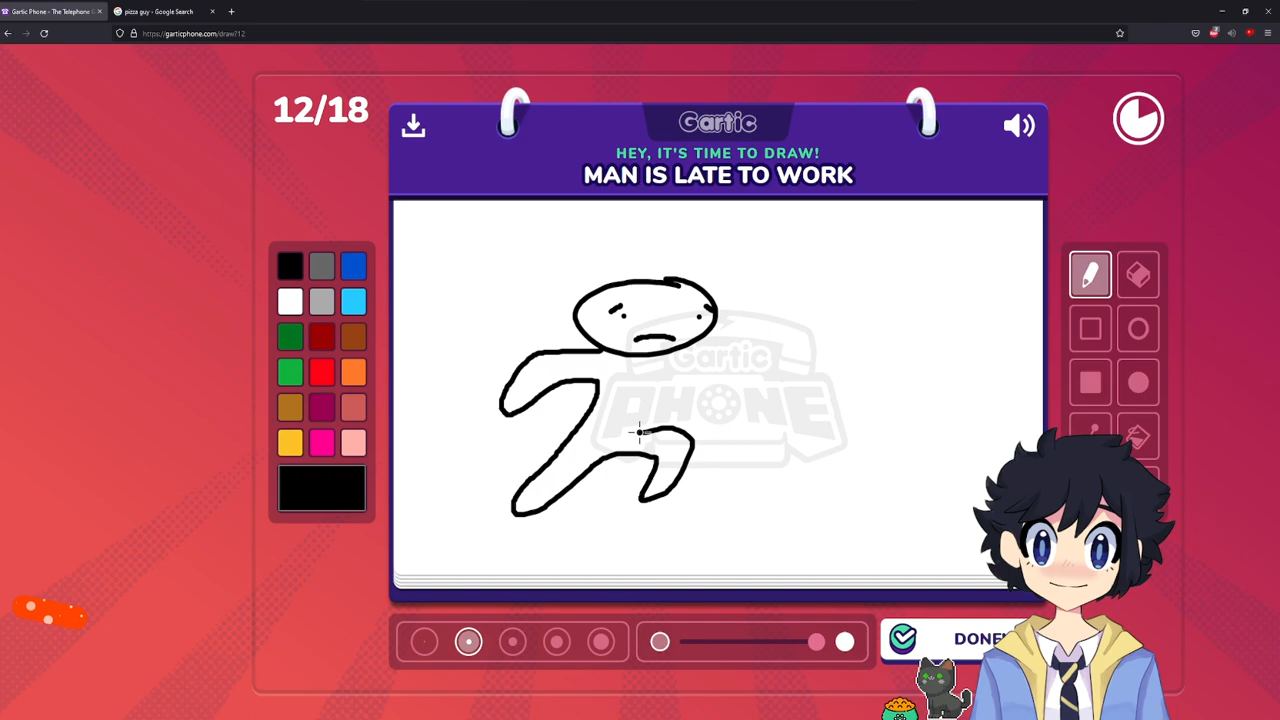 Gartic Phone - The Telephone G
pizza guy - Google Search
https://garticphone.com/draw?12
12/18
Gartic
HEY, IT'S TIME TO DRAW!
MAN IS LATE TO WORK
Gartic
PHONE
DONE